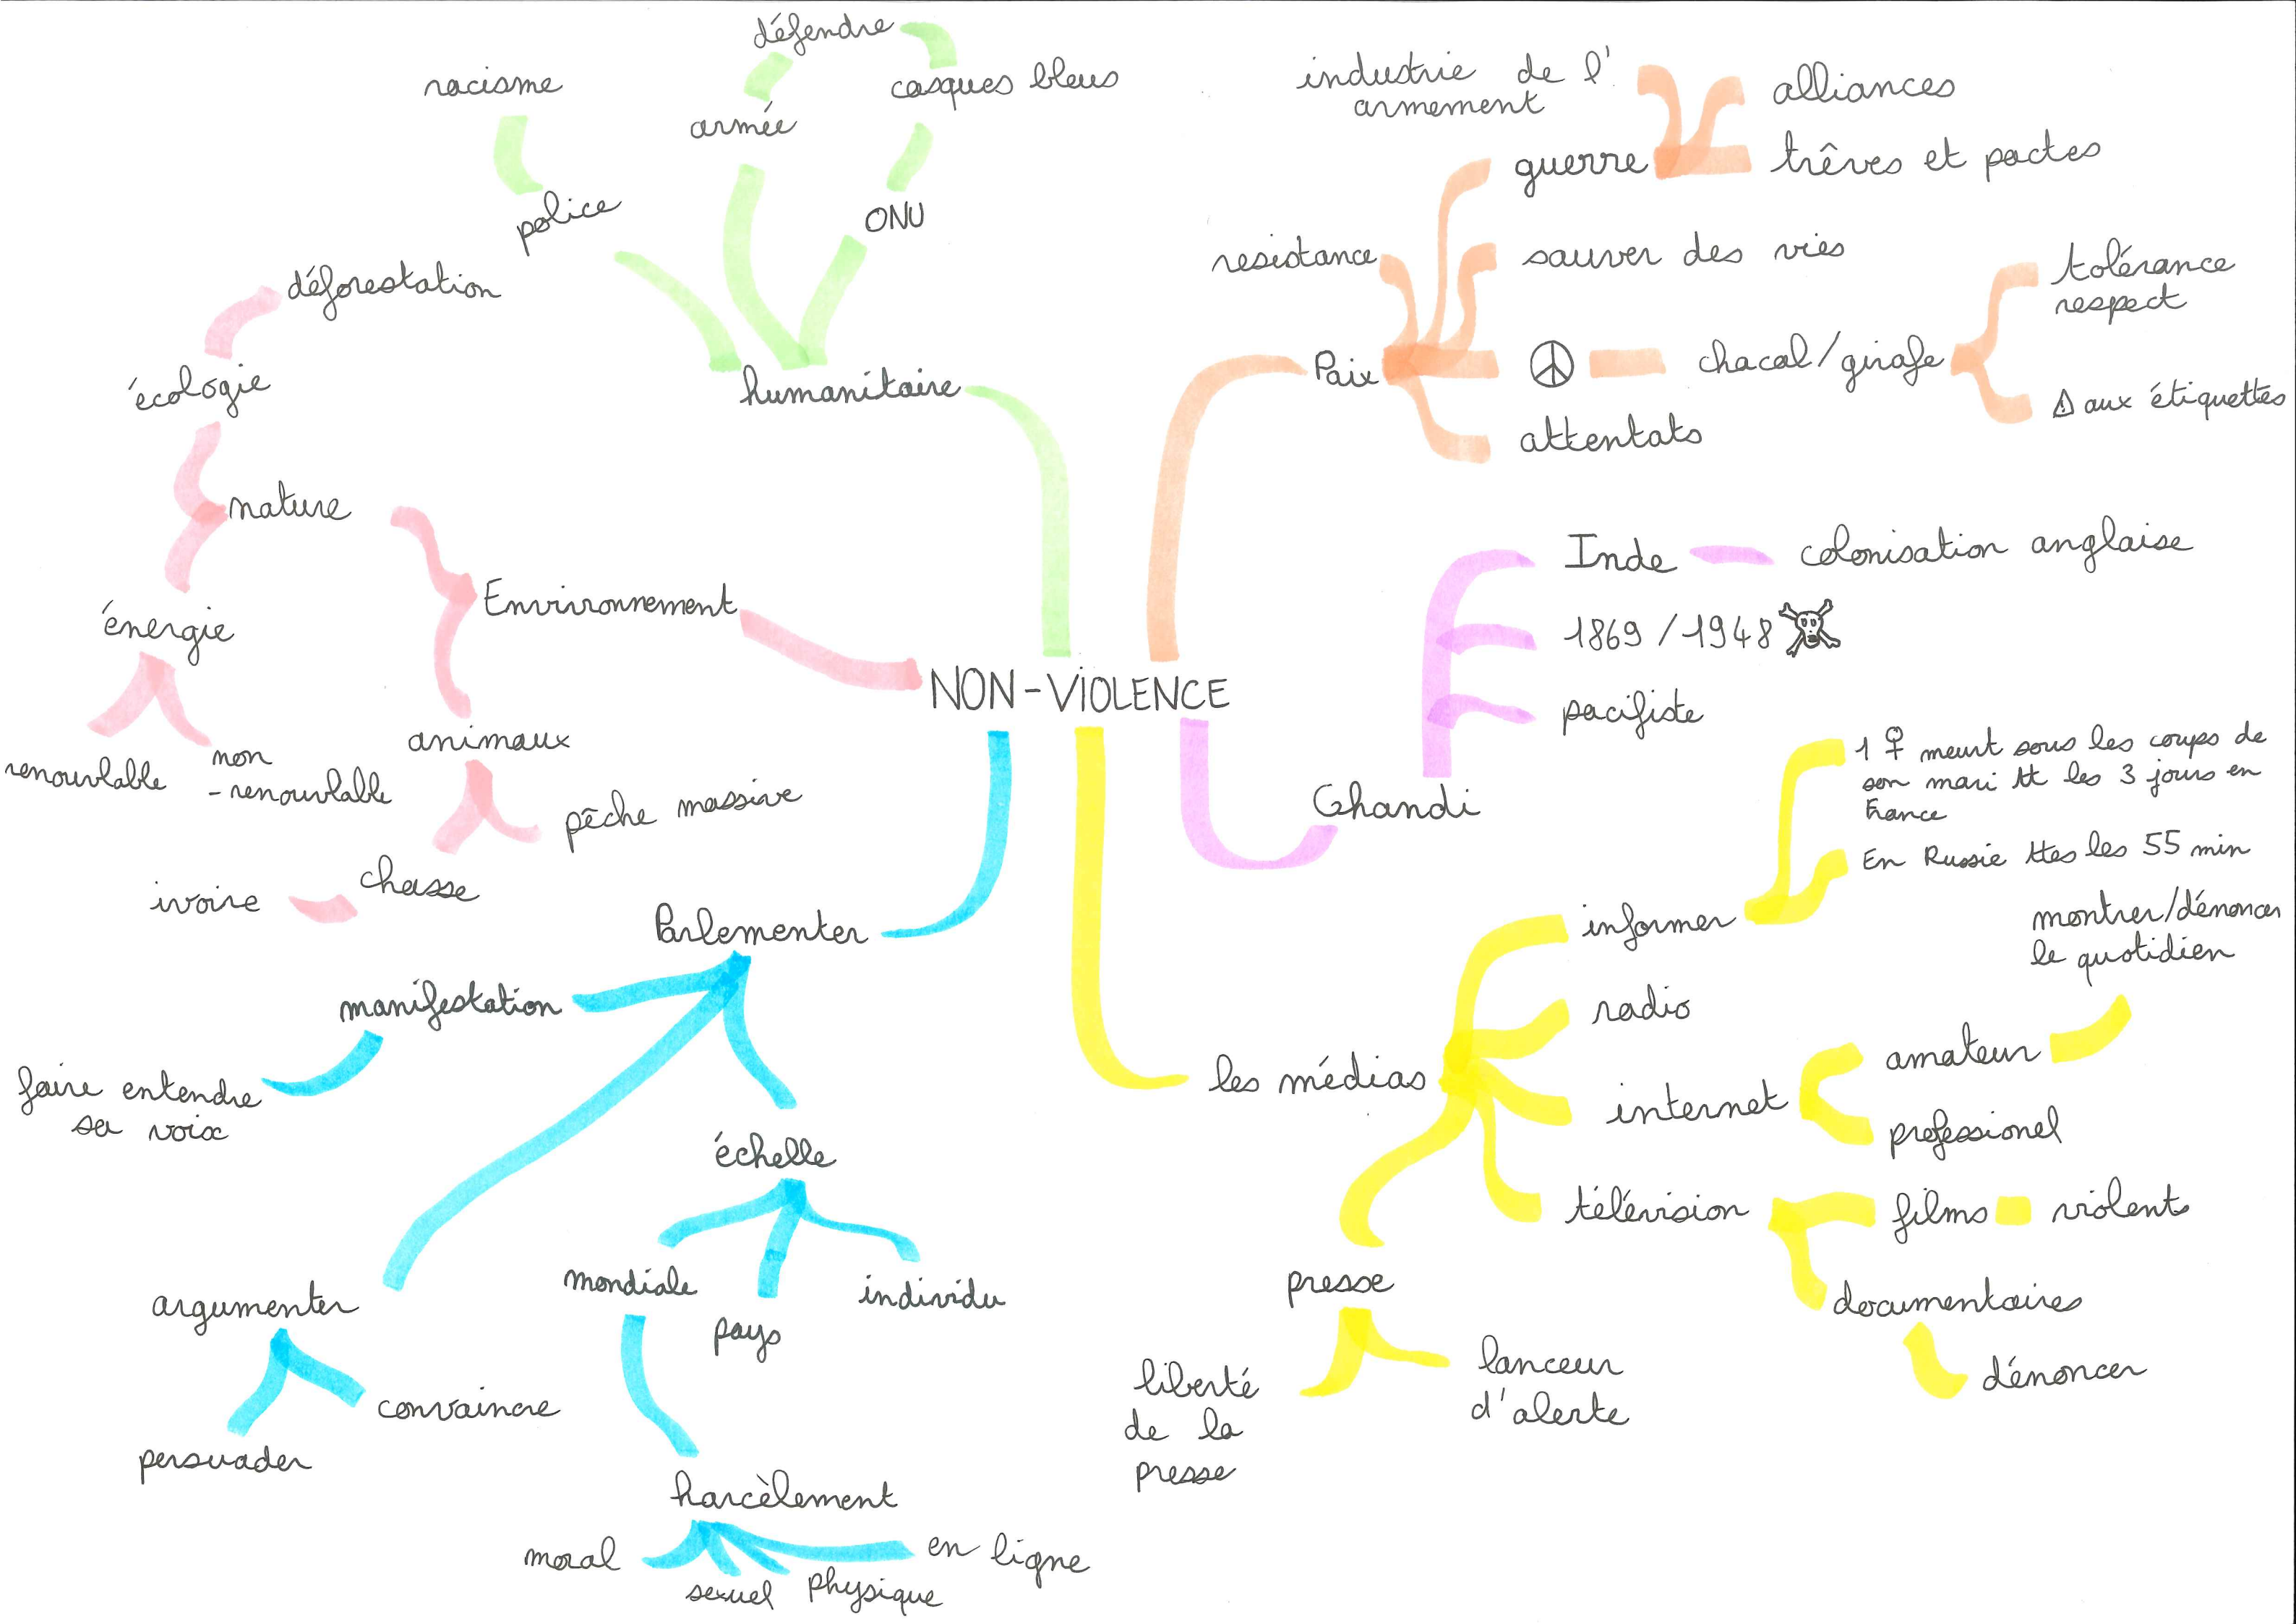 défendre
casques bleus
armée
racisme
police
ONU
humanitaire
déforestation
écologie
nature
énergie
renouvlable
non
-renouvlable
Environnement
animaux
pêche massive
chasse
ivoire
NON-VIOLENCE
industrie de l'
armement
alliances
guerre
trêves et pactes
resistance
sauver des vies
Paix
chacal/girafe
tolérance
respect
⚠ aux étiquettes
attentats
Inde
colonisation anglaise
1869 / 1948
pacifiste
Ghandi
1 ♀ meurt sous les coups de
son mari tt les 3 jours en
France
En Russie ttes les 55 min
informer
montrer/dénoncer
le quotidien
radio
les médias
amateur
internet
professionel
télévision
films
violents
documentaires
dénoncer
presse
liberté
de la
presse
lanceur
d'alerte
Parlementer
manifestation
faire entendre
sa voix
échelle
mondiale
pays
individu
argumenter
convaincre
persuader
harcèlement
moral
sexuel
physique
en ligne